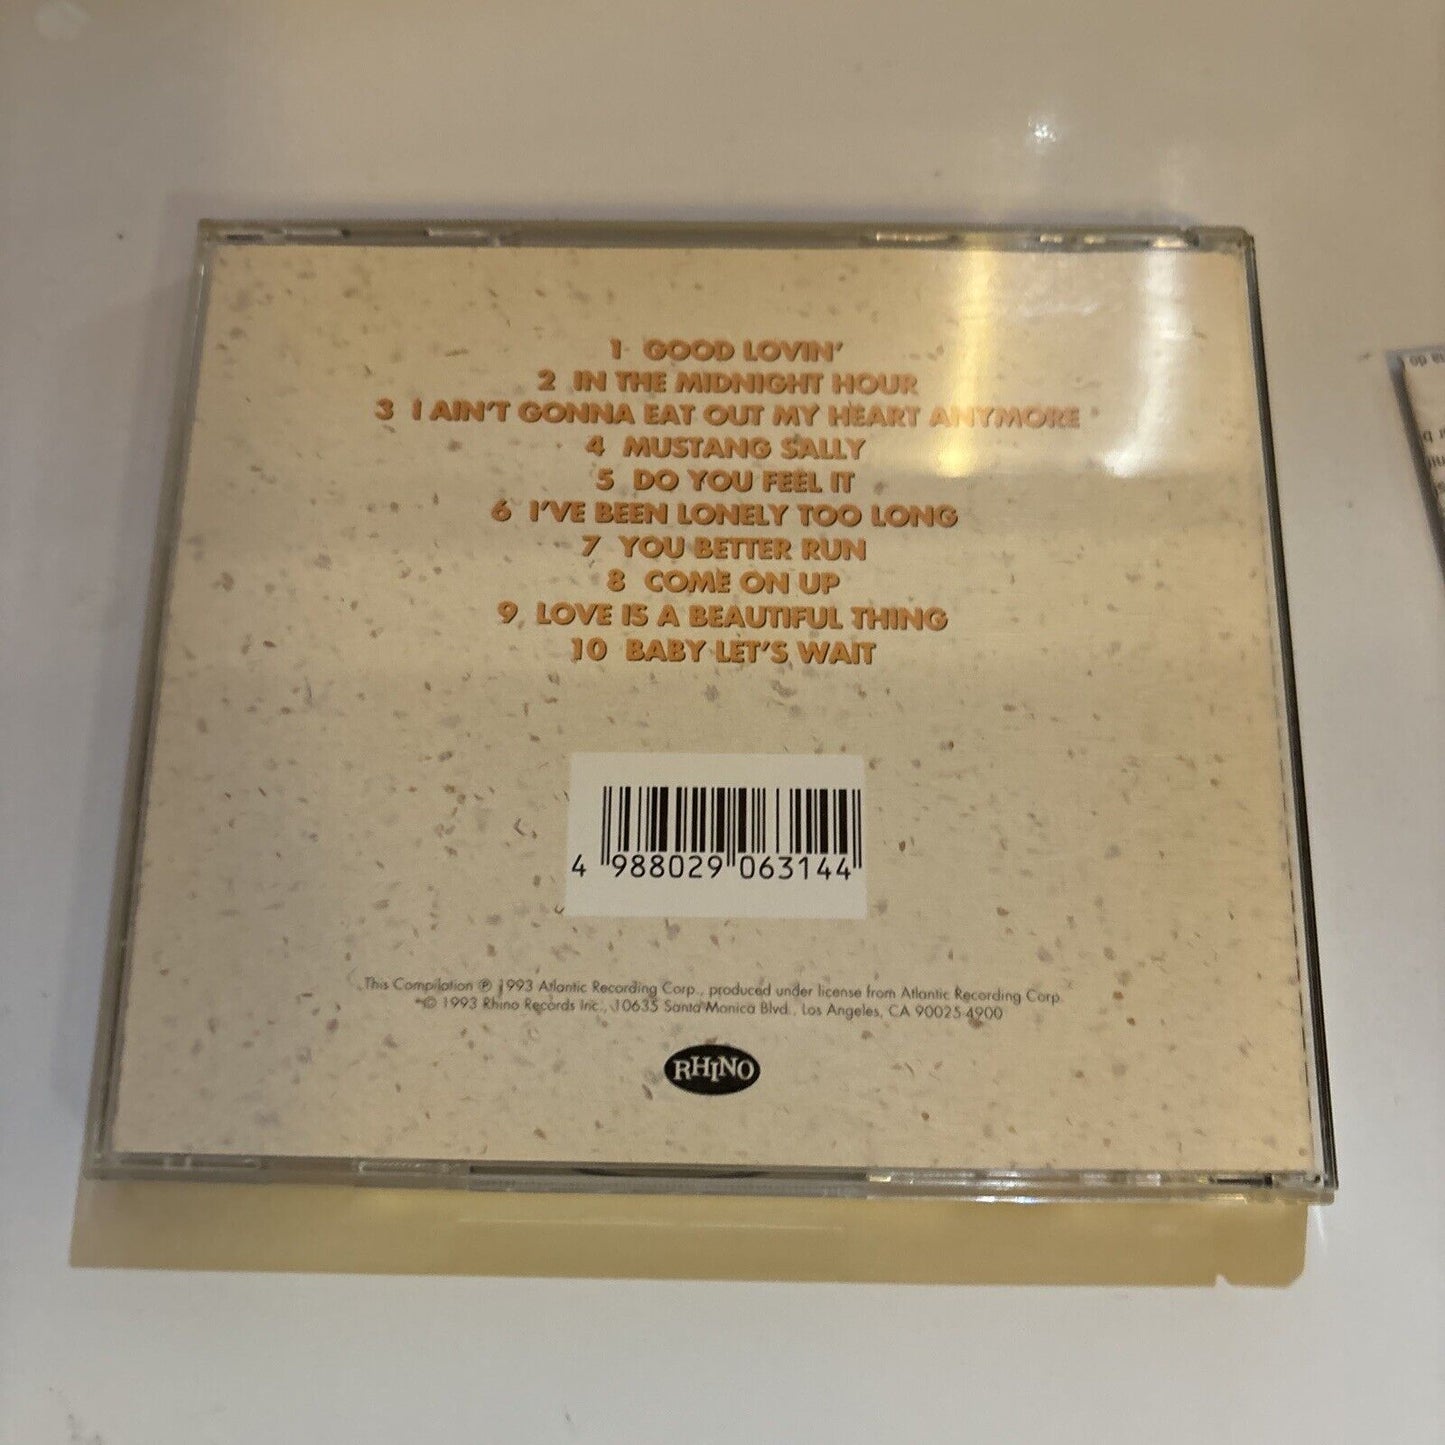 1 GOOD LOVIN'
2 IN THE MIDNIGHT HOUR
3 I AIN'T GONNA EAT OUT MY HEART ANYMORE
4 MUSTANG SALLY
5 DO YOU FEEL IT
6 I'VE BEEN LONELY TOO LONG
7 YOU BETTER RUN
8 COME ON UP
9 LOVE IS A BEAUTIFUL THING
10 BABY LET'S WAIT
4 988029 063144
This Compilation ℗ 1993 Atlantic Recording Corp., produced under license from Atlantic Recording Corp.
© 1993 Rhino Records Inc., 10635 Santa Monica Blvd., Los Angeles, CA 90025-4900
RHINO